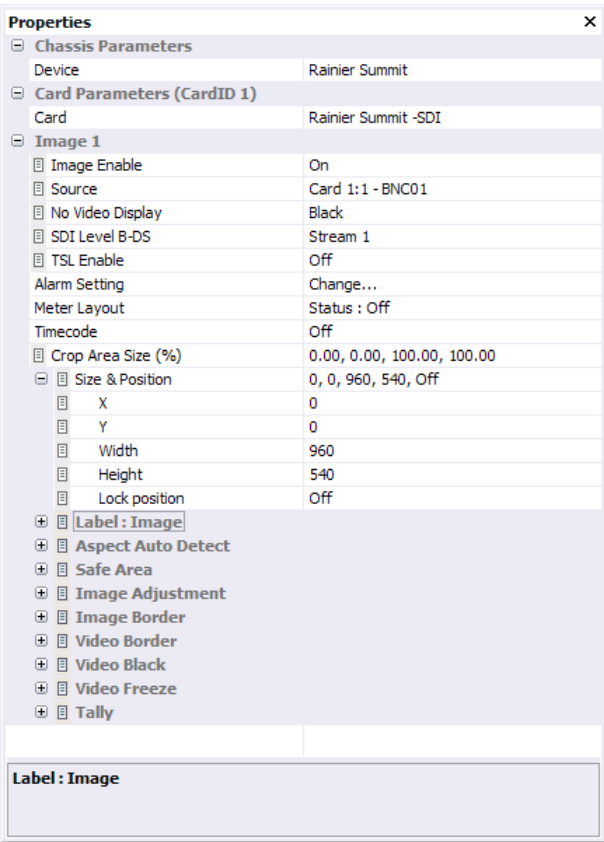 Properties
Chassis Parameters
Device Rainier Summit
Card Parameters (CardID 1)
Card Rainier Summit -SDI
Image 1
Image Enable On
Source Card 1:1 - BNC01
No Video Display Black
SDI Level B-DS Stream 1
TSL Enable Off
Alarm Setting Change...
Meter Layout Status : Off
Timecode Off
Crop Area Size (%) 0.00, 0.00, 100.00, 100.00
Size & Position 0, 0, 960, 540, Off
X 0
Y 0
Width 960
Height 540
Lock position Off
Label : Image
Aspect Auto Detect
Safe Area
Image Adjustment
Image Border
Video Border
Video Black
Video Freeze
Tally
Label : Image